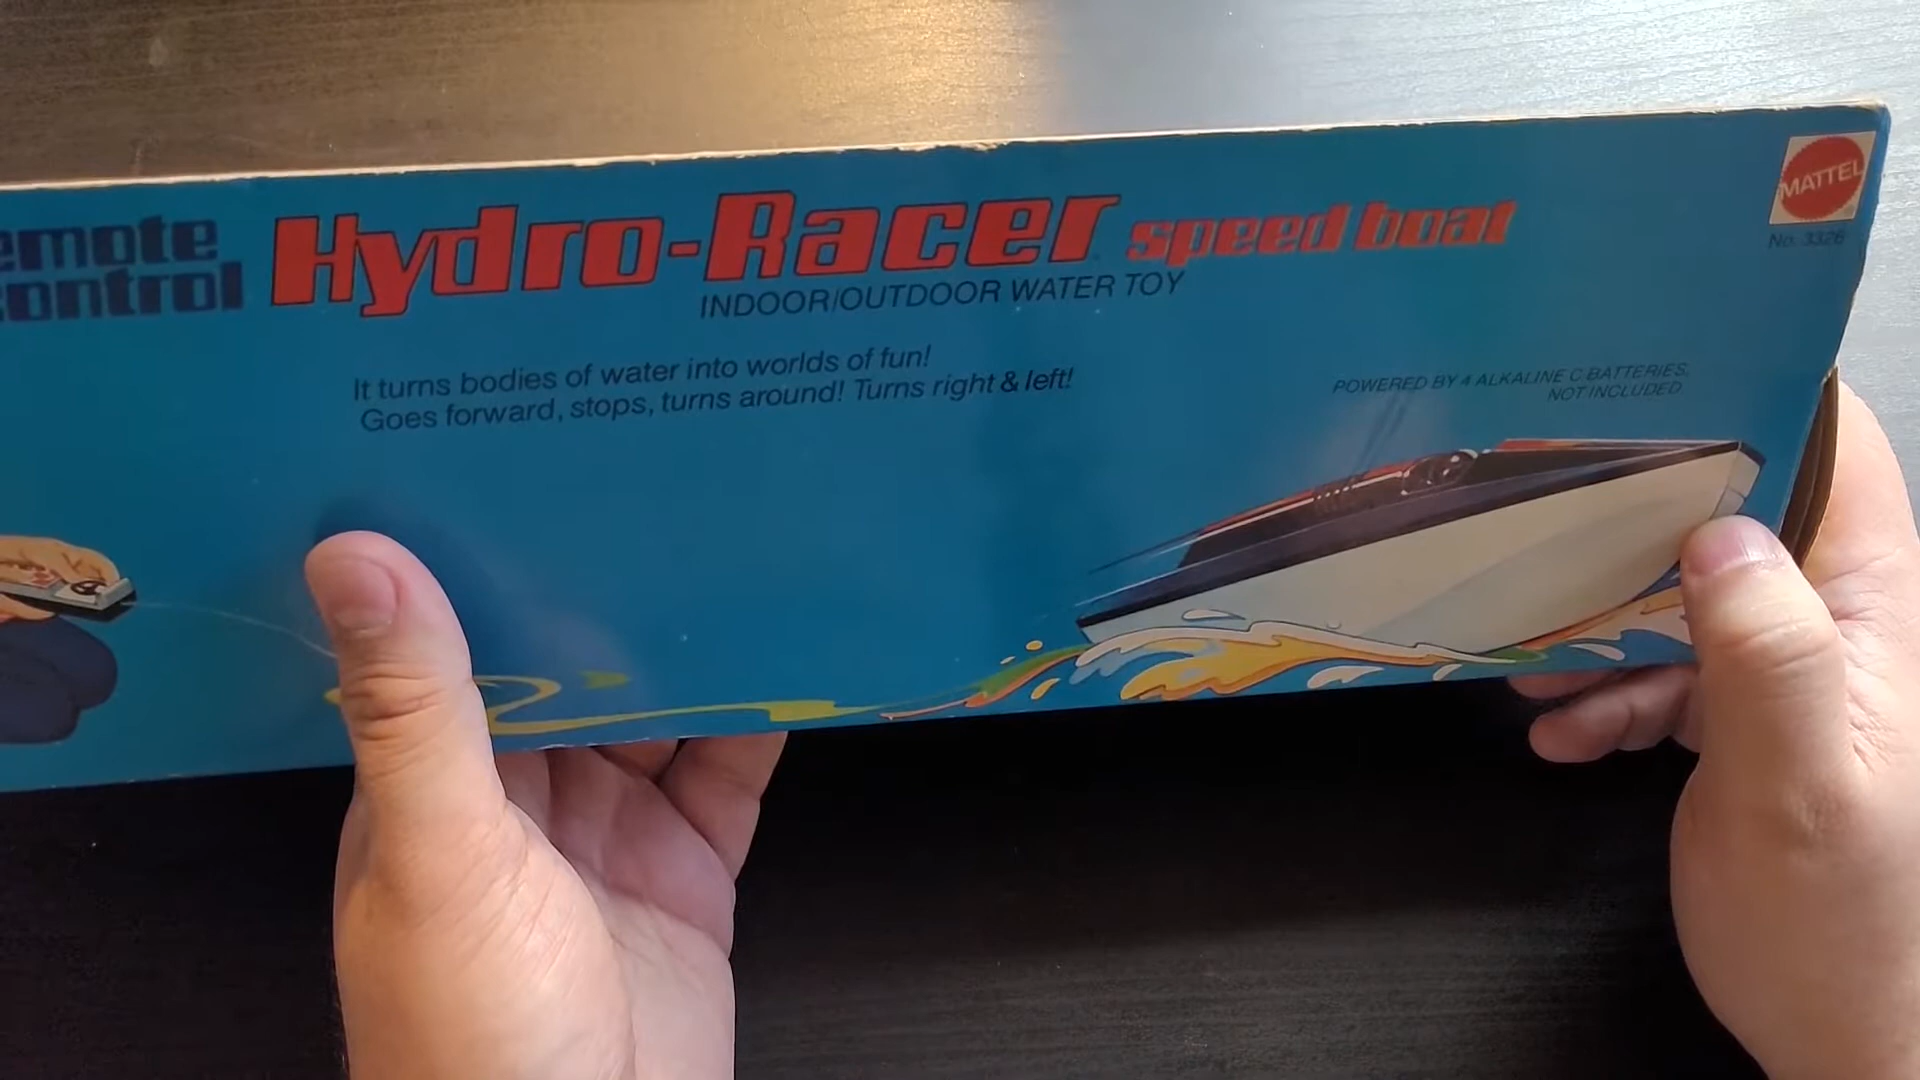 emote
control
Hydro-Racer speed boat
INDOOR/OUTDOOR WATER TOY
It turns bodies of water into worlds of fun!
Goes forward, stops, turns around! Turns right & left!
POWERED BY 4 ALKALINE C BATTERIES,
NOT INCLUDED
MATTEL
No. 3326